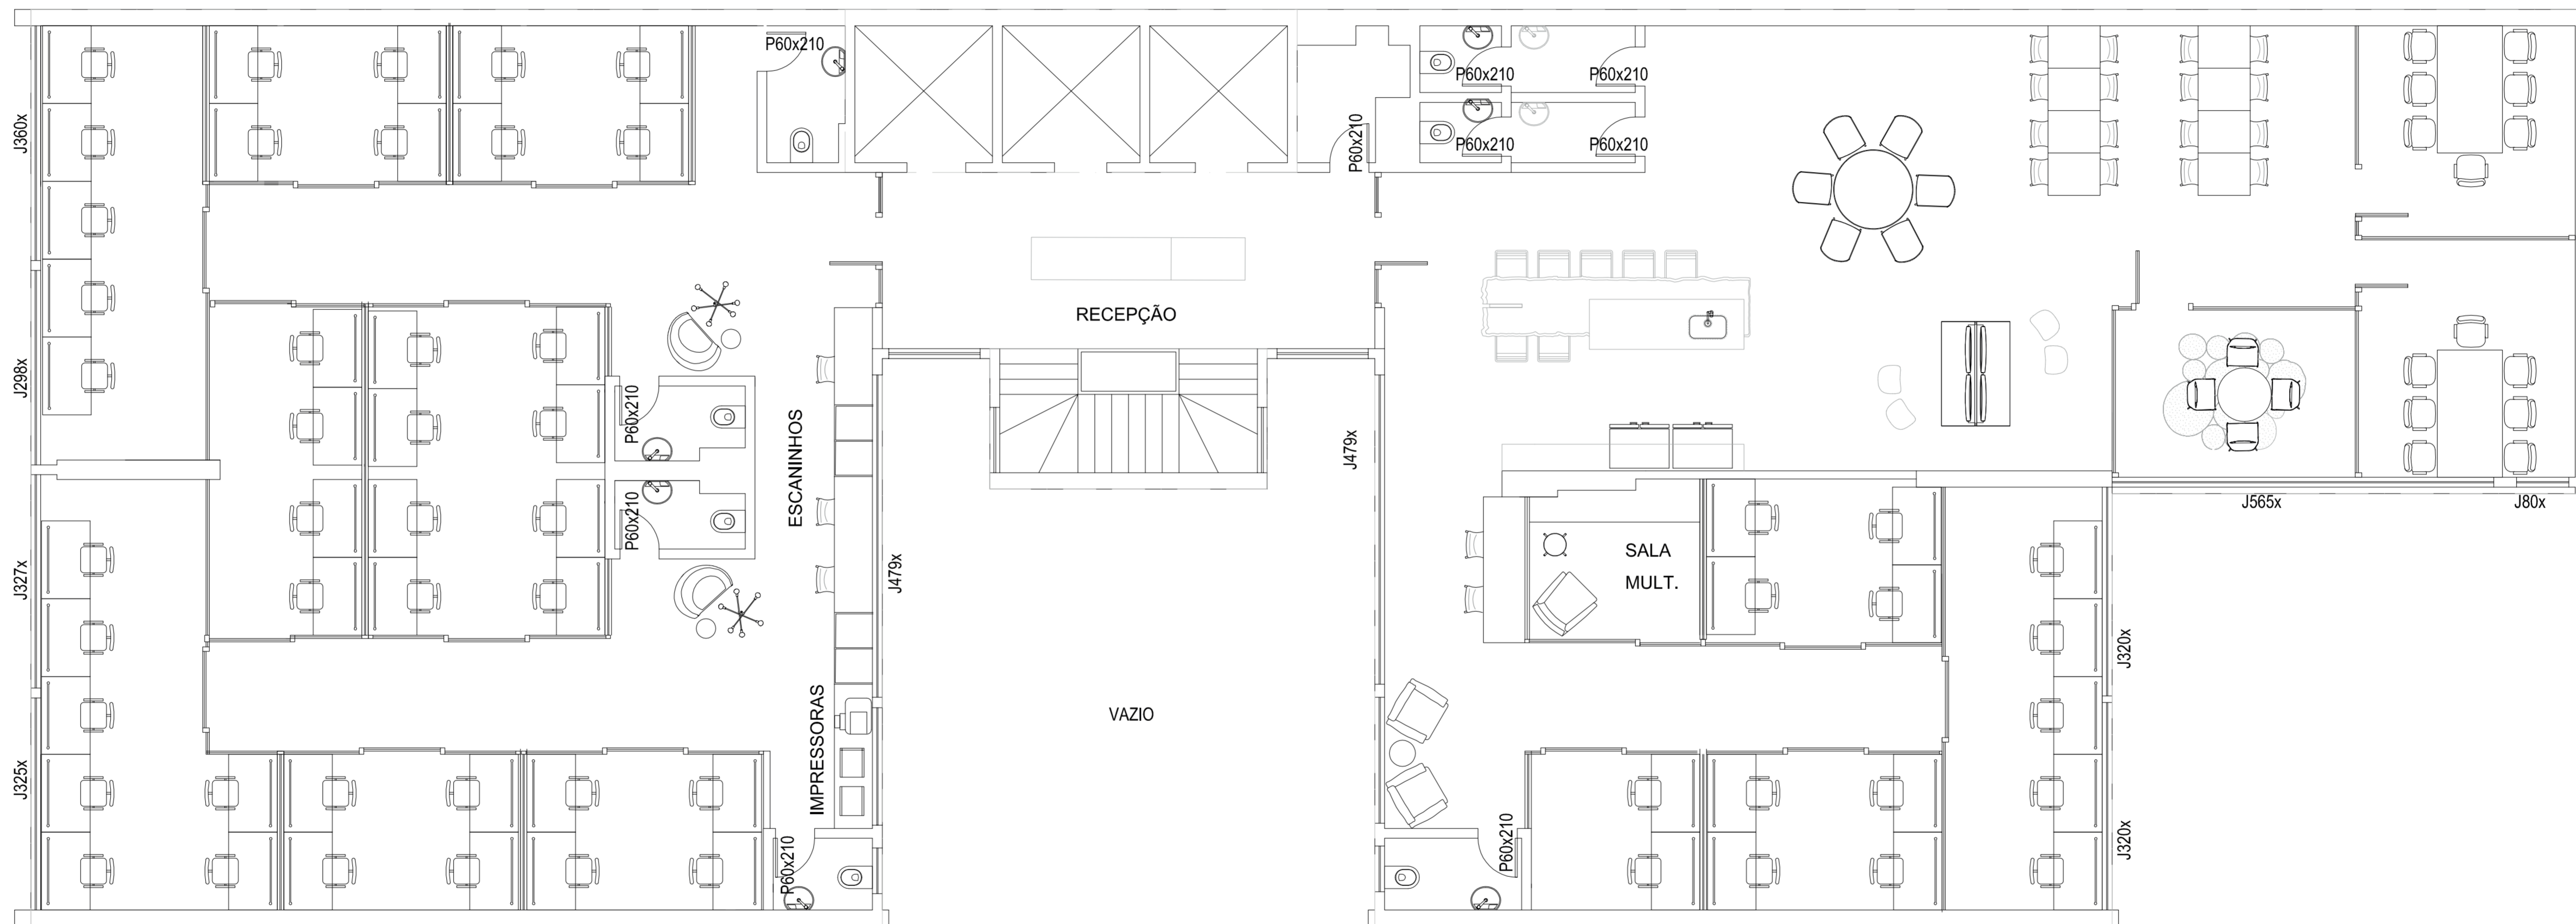 P60x210
P60x210
P60x210
P60x210
P60x210
P60x210
J360x
RECEPÇÃO
J298x
P60x210
ESCANINHOS
J479x
P60x210
J565x
J80x
SALA
MULT.
J327x
J479x
J320x
IMPRESSORAS
VAZIO
J325x
P60x210
P60x210
J320x